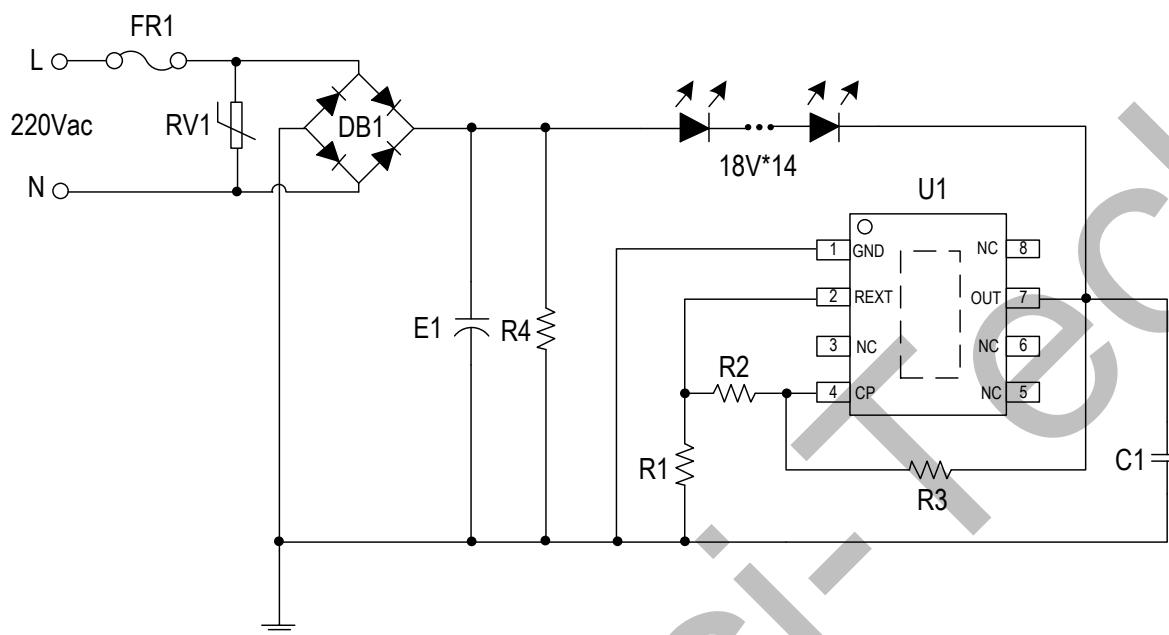 FR1
L
220Vac
RV1
DB1
N
18V*14
U1
1 GND NC 8
2 REXT OUT 7
3 NC NC 6
4 CP NC 5
E1
R4
R2
R1
R3
C1